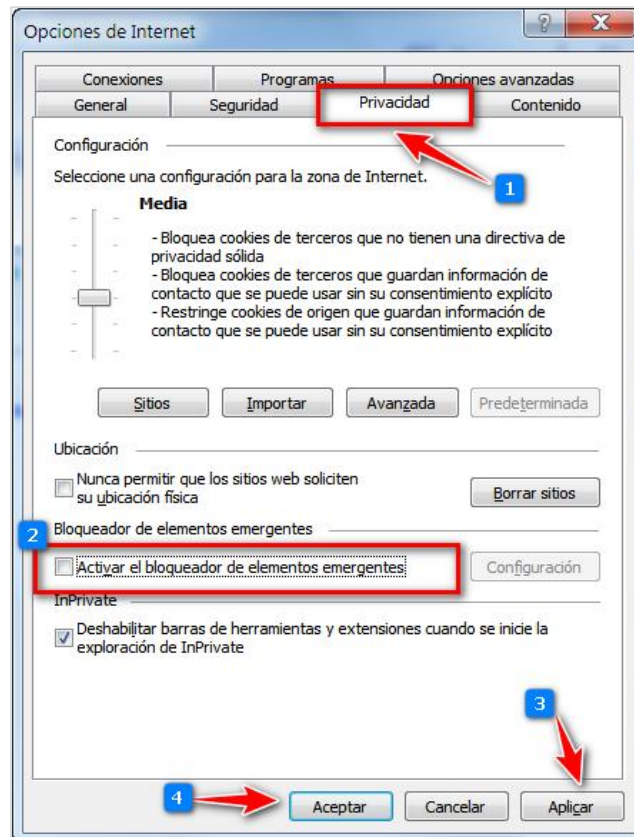 Opciones de Internet
?
X
Conexiones
Programas
Opciones avanzadas
General
Seguridad
Privacidad
Contenido
1
Configuración
Seleccione una configuración para la zona de Internet.
Media
- Bloquea cookies de terceros que no tienen una directiva de
privacidad sólida
- Bloquea cookies de terceros que guardan información de
contacto que se puede usar sin su consentimiento explícito
- Restringe cookies de origen que guardan información de
contacto que se puede usar sin su consentimiento explícito
Sitios
Importar
Avanzada
Predeterminada
Ubicación
Nunca permitir que los sitios web soliciten
su ubicación física
Borrar sitios
2
Bloqueador de elementos emergentes
Activar el bloqueador de elementos emergentes
Configuración
InPrivate
Deshabilitar barras de herramientas y extensiones cuando se inicie la
exploración de InPrivate
3
4
Aceptar
Cancelar
Aplicar